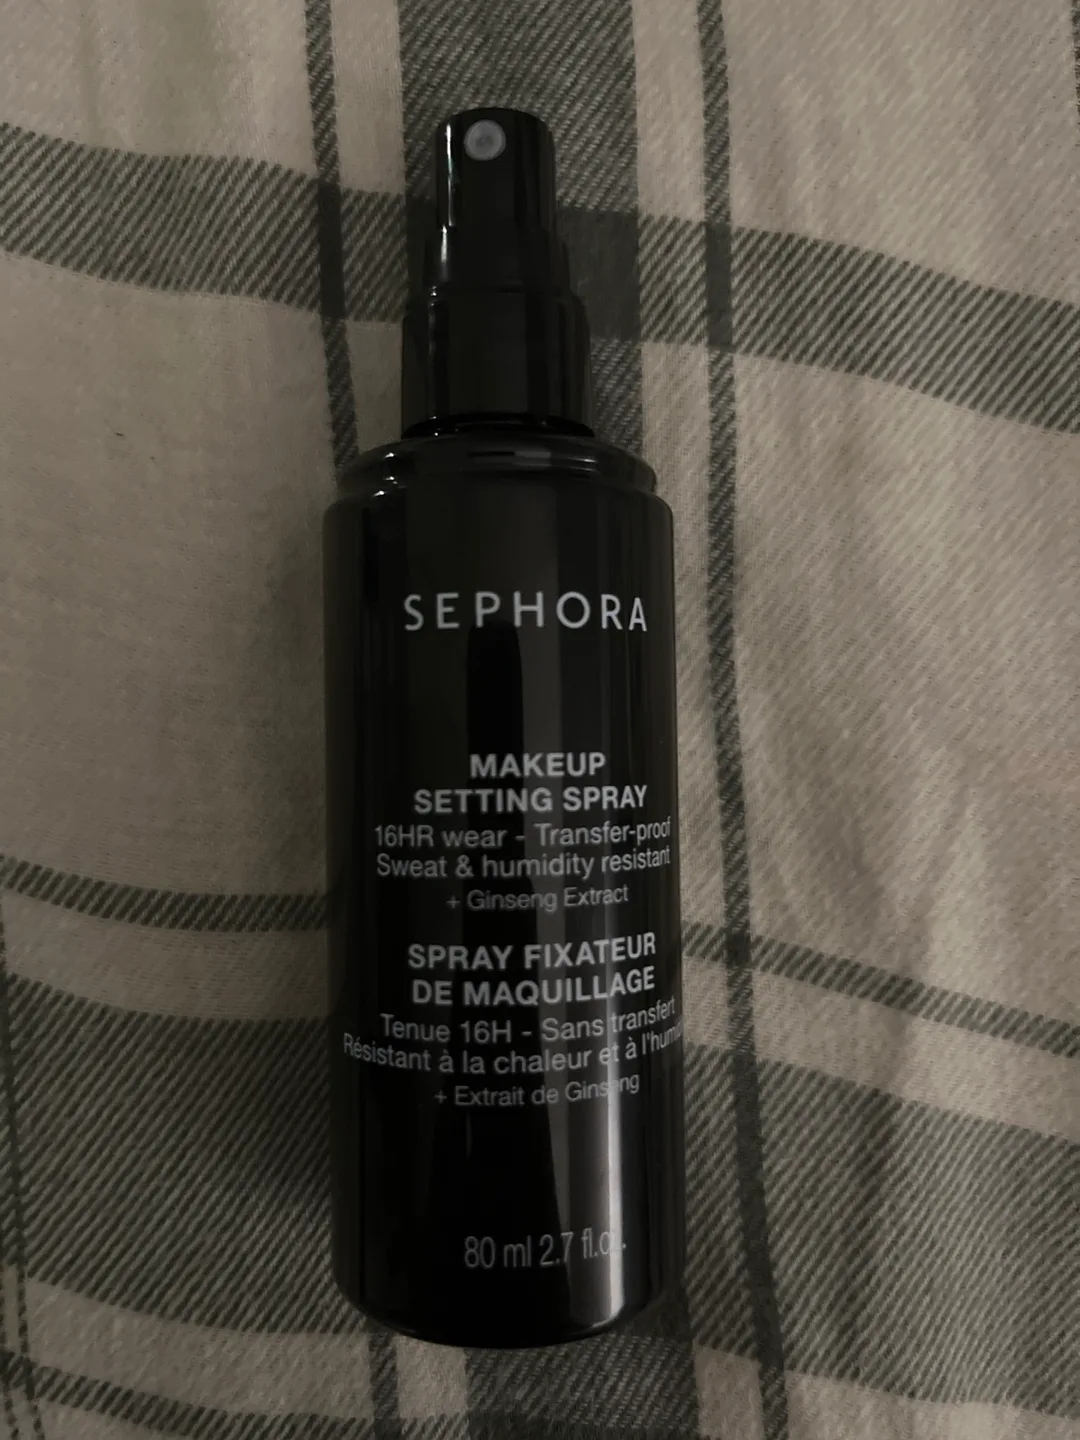 SEPHORA
MAKEUP
SETTING SPRAY
16HR wear - Transfer-proof
Sweat & humidity resistant
+ Ginseng Extract
SPRAY FIXATEUR
DE MAQUILLAGE
Tenue 16H - Sans transfert
Résistant à la chaleur et à
+ Extrait de Ginseng
80 ml 2.7